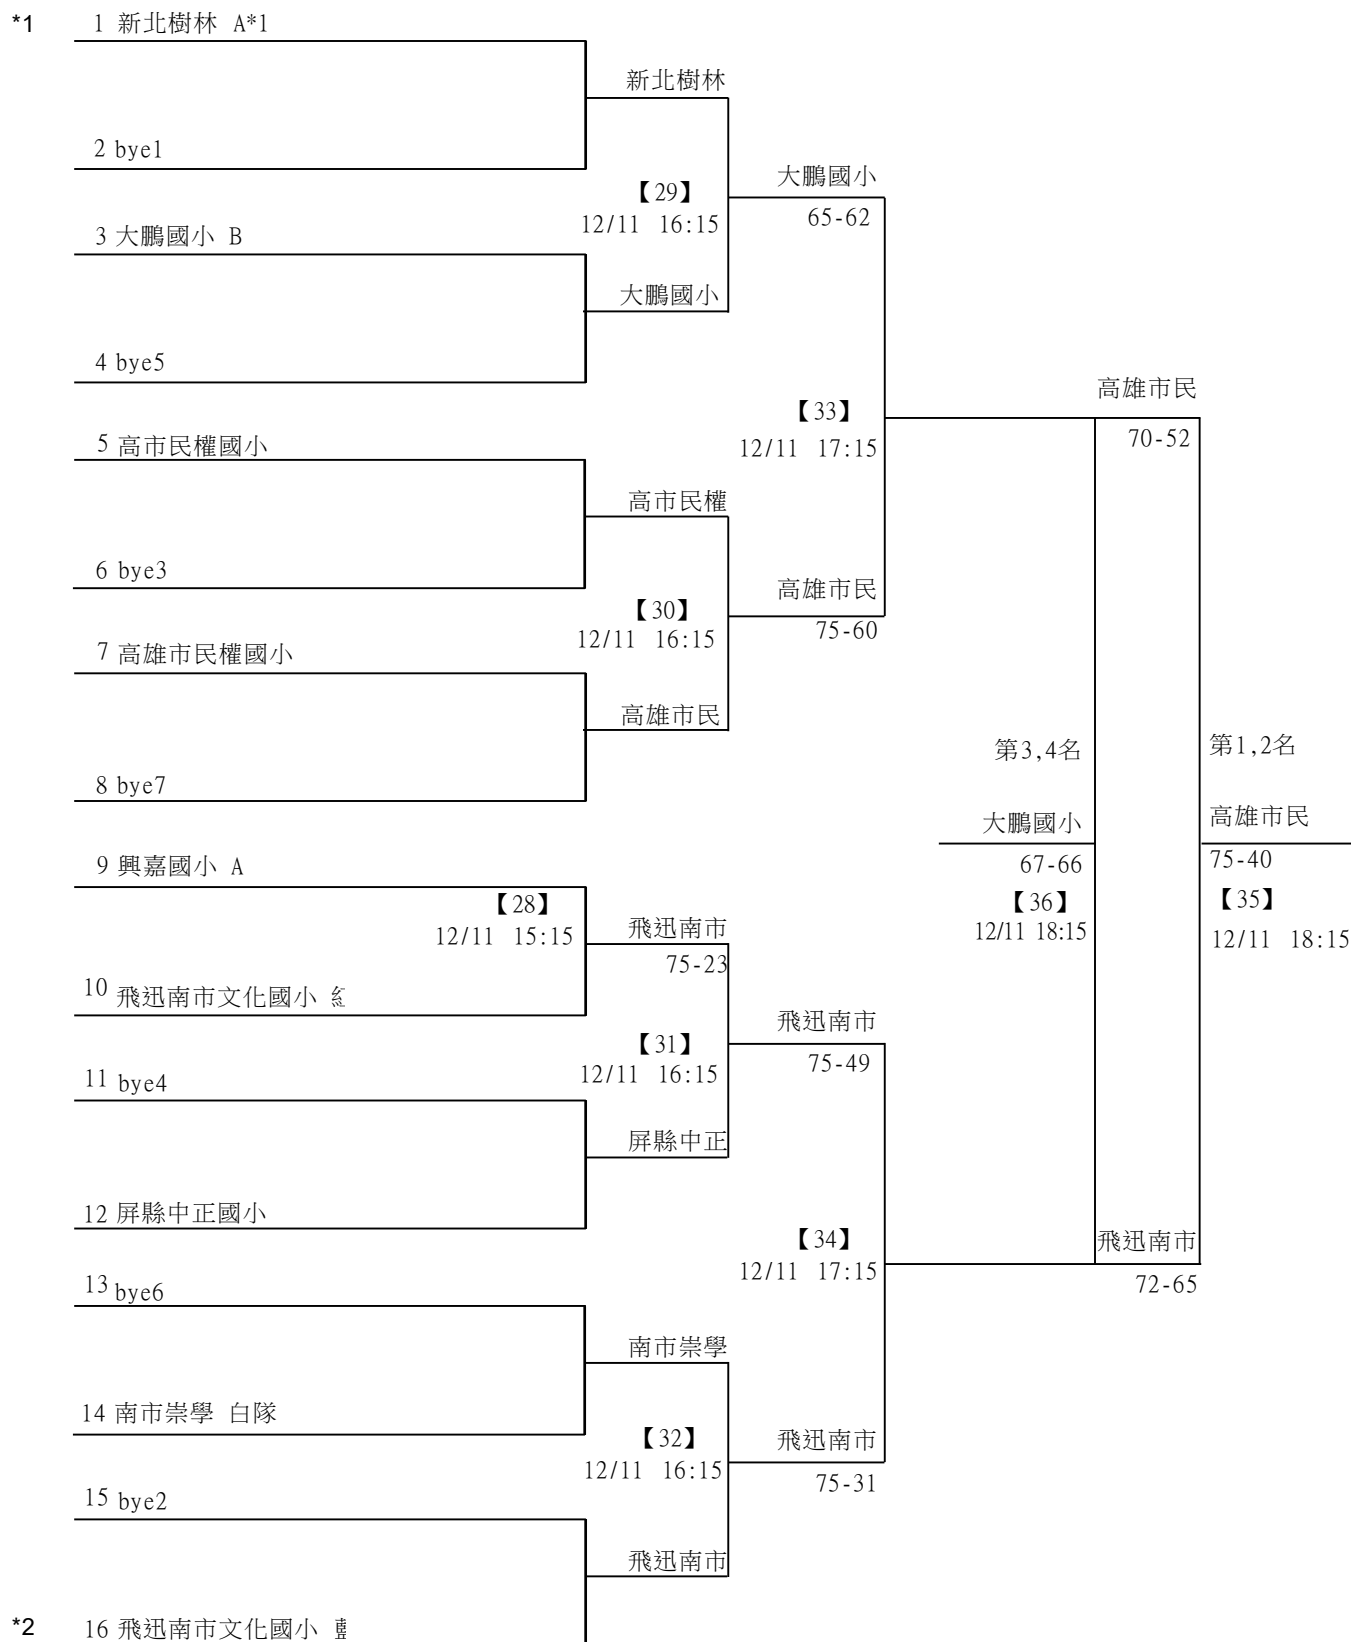 *1
1 新北樹林 A*1
新北樹林
2 bye1
大鵬國小
【29】
65-62
12/11 16:15
3 大鵬國小 B
大鵬國小
4 bye5
高雄市民
【33】
70-52
5 高市民權國小
12/11 17:15
高市民權
6 bye3
高雄市民
【30】
75-60
12/11 16:15
7 高雄市民權國小
高雄市民
第3,4名
第1,2名
8 bye7
大鵬國小
高雄市民
67-66
75-40
9 興嘉國小 A
【28】
【36】
【35】
12/11 15:15
飛迅南市
12/11 18:15
12/11 18:15
75-23
10 飛迅南市文化國小
飛迅南市
【31】
75-49
12/11 16:15
11 bye4
屏縣中正
12 屏縣中正國小
【34】
飛迅南市
12/11 17:15
72-65
13 bye6
南市崇學
14 南市崇學 白隊
【32】
飛迅南市
12/11 16:15
75-31
15 bye2
飛迅南市
*2
16 飛迅南市文化國小